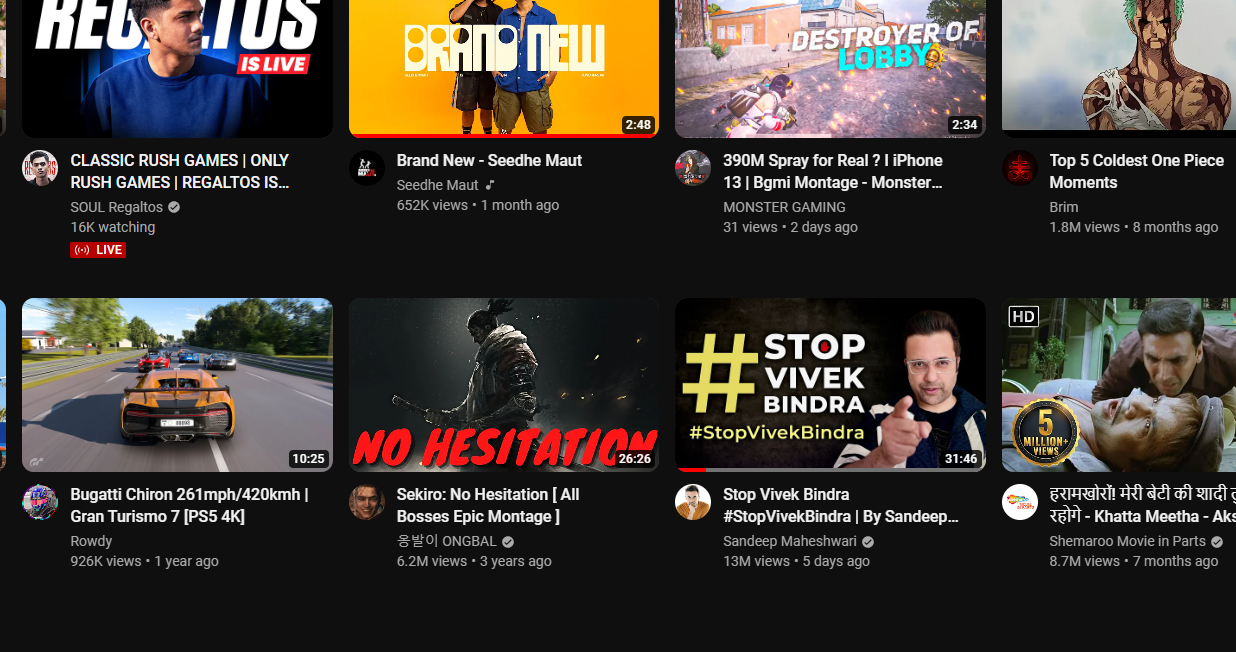 REGALTOS
IS LIVE
BRAND NEW
2:48
DESTROYER OF
LOBBY
2:34
CLASSIC RUSH GAMES | ONLY
RUSH GAMES | REGALTOS IS...
SOUL Regaltos
16K watching
LIVE
Brand New - Seedhe Maut
Seedhe Maut
652K views • 1 month ago
390M Spray for Real ? I iPhone
13 | Bgmi Montage - Monster...
MONSTER GAMING
31 views • 2 days ago
Top 5 Coldest One Piece
Moments
Brim
1.8M views • 8 months ago
10:25
NO HESITATION
26:26
#STOP
VIVEK
BINDRA
#StopVivekBindra
31:46
HD
5
MILLION+
VIEWS
Bugatti Chiron 261mph/420kmh |
Gran Turismo 7 [PS5 4K]
Rowdy
926K views • 1 year ago
Sekiro: No Hesitation [ All
Bosses Epic Montage ]
옹발이 ONGBAL
6.2M views • 3 years ago
Stop Vivek Bindra
#StopVivekBindra | By Sandeep...
Sandeep Maheshwari
13M views • 5 days ago
हरामखोरों! मेरी बेटी की शादी
रहोगे - Khatta Meetha - Aks
Shemaroo Movie in Parts
8.7M views • 7 months ago